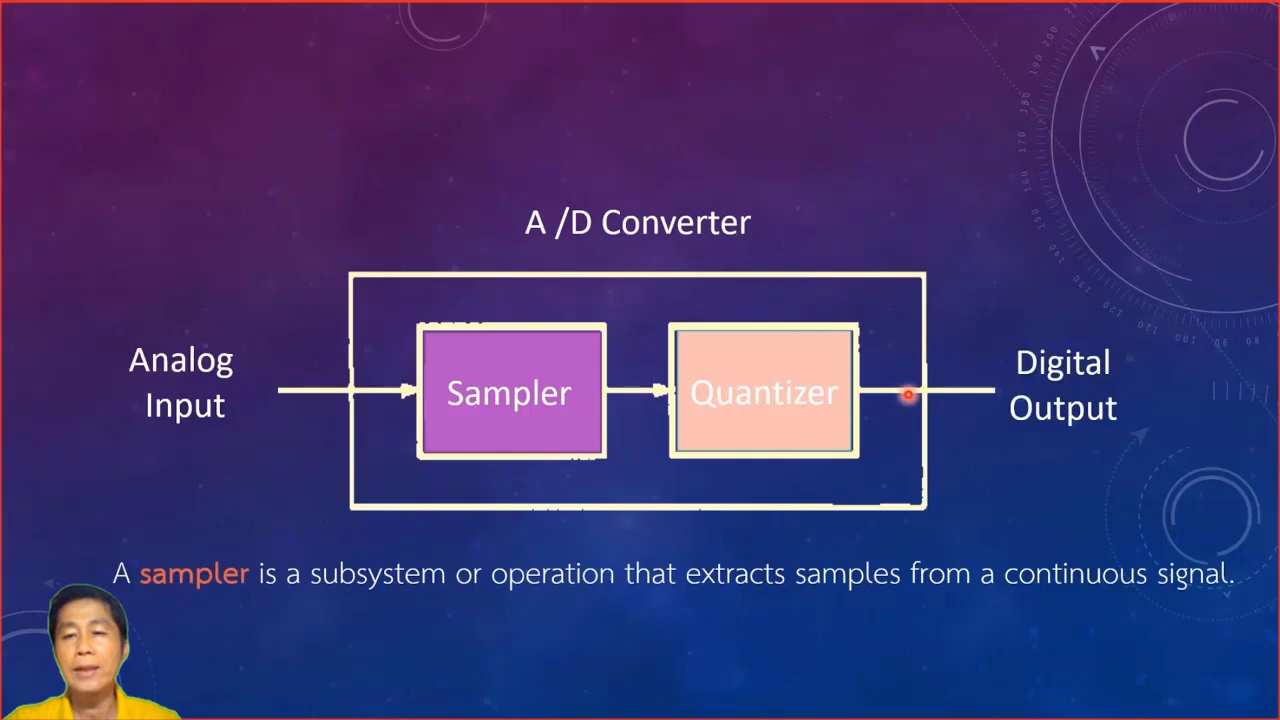 A /D Converter
Analog
Input
Sampler
Quantizer
Digital
Output
A sampler is a subsystem or operation that extracts samples from a continuous signal.